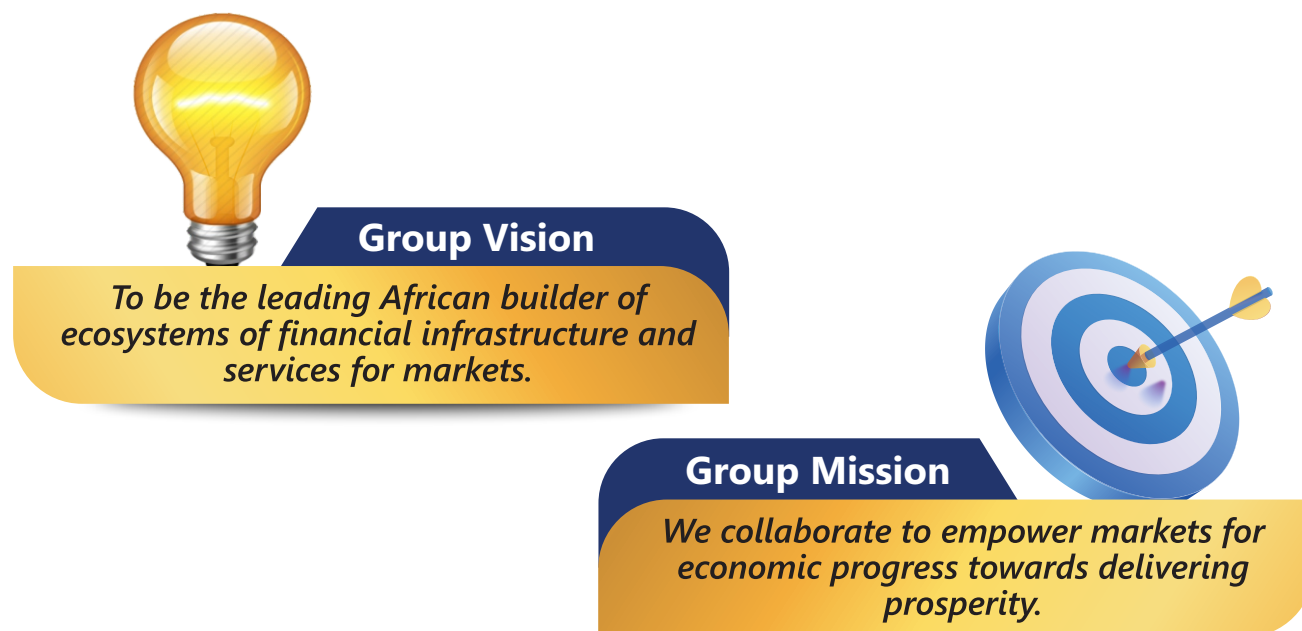 Group Vision
To be the leading African builder of
ecosystems of financial infrastructure and
services for markets.
Group Mission
We collaborate to empower markets for
economic progress towards delivering
prosperity.